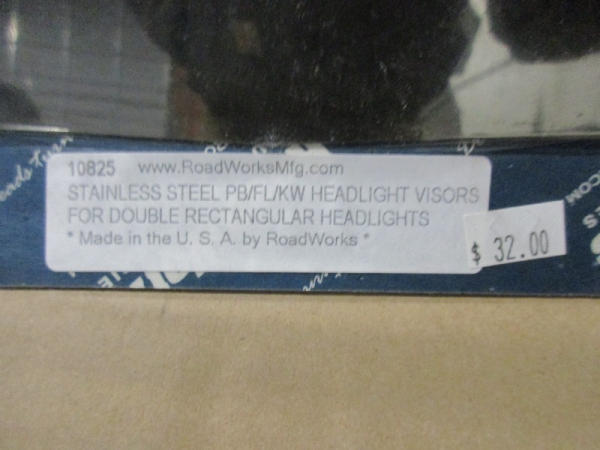 10825 www.RoadWorksMfg.com
STAINLESS STEEL PB/FL/KW HEADLIGHT VISORS
FOR DOUBLE RECTANGULAR HEADLIGHTS
* Made in the U. S. A. by RoadWorks *
$ 32.00